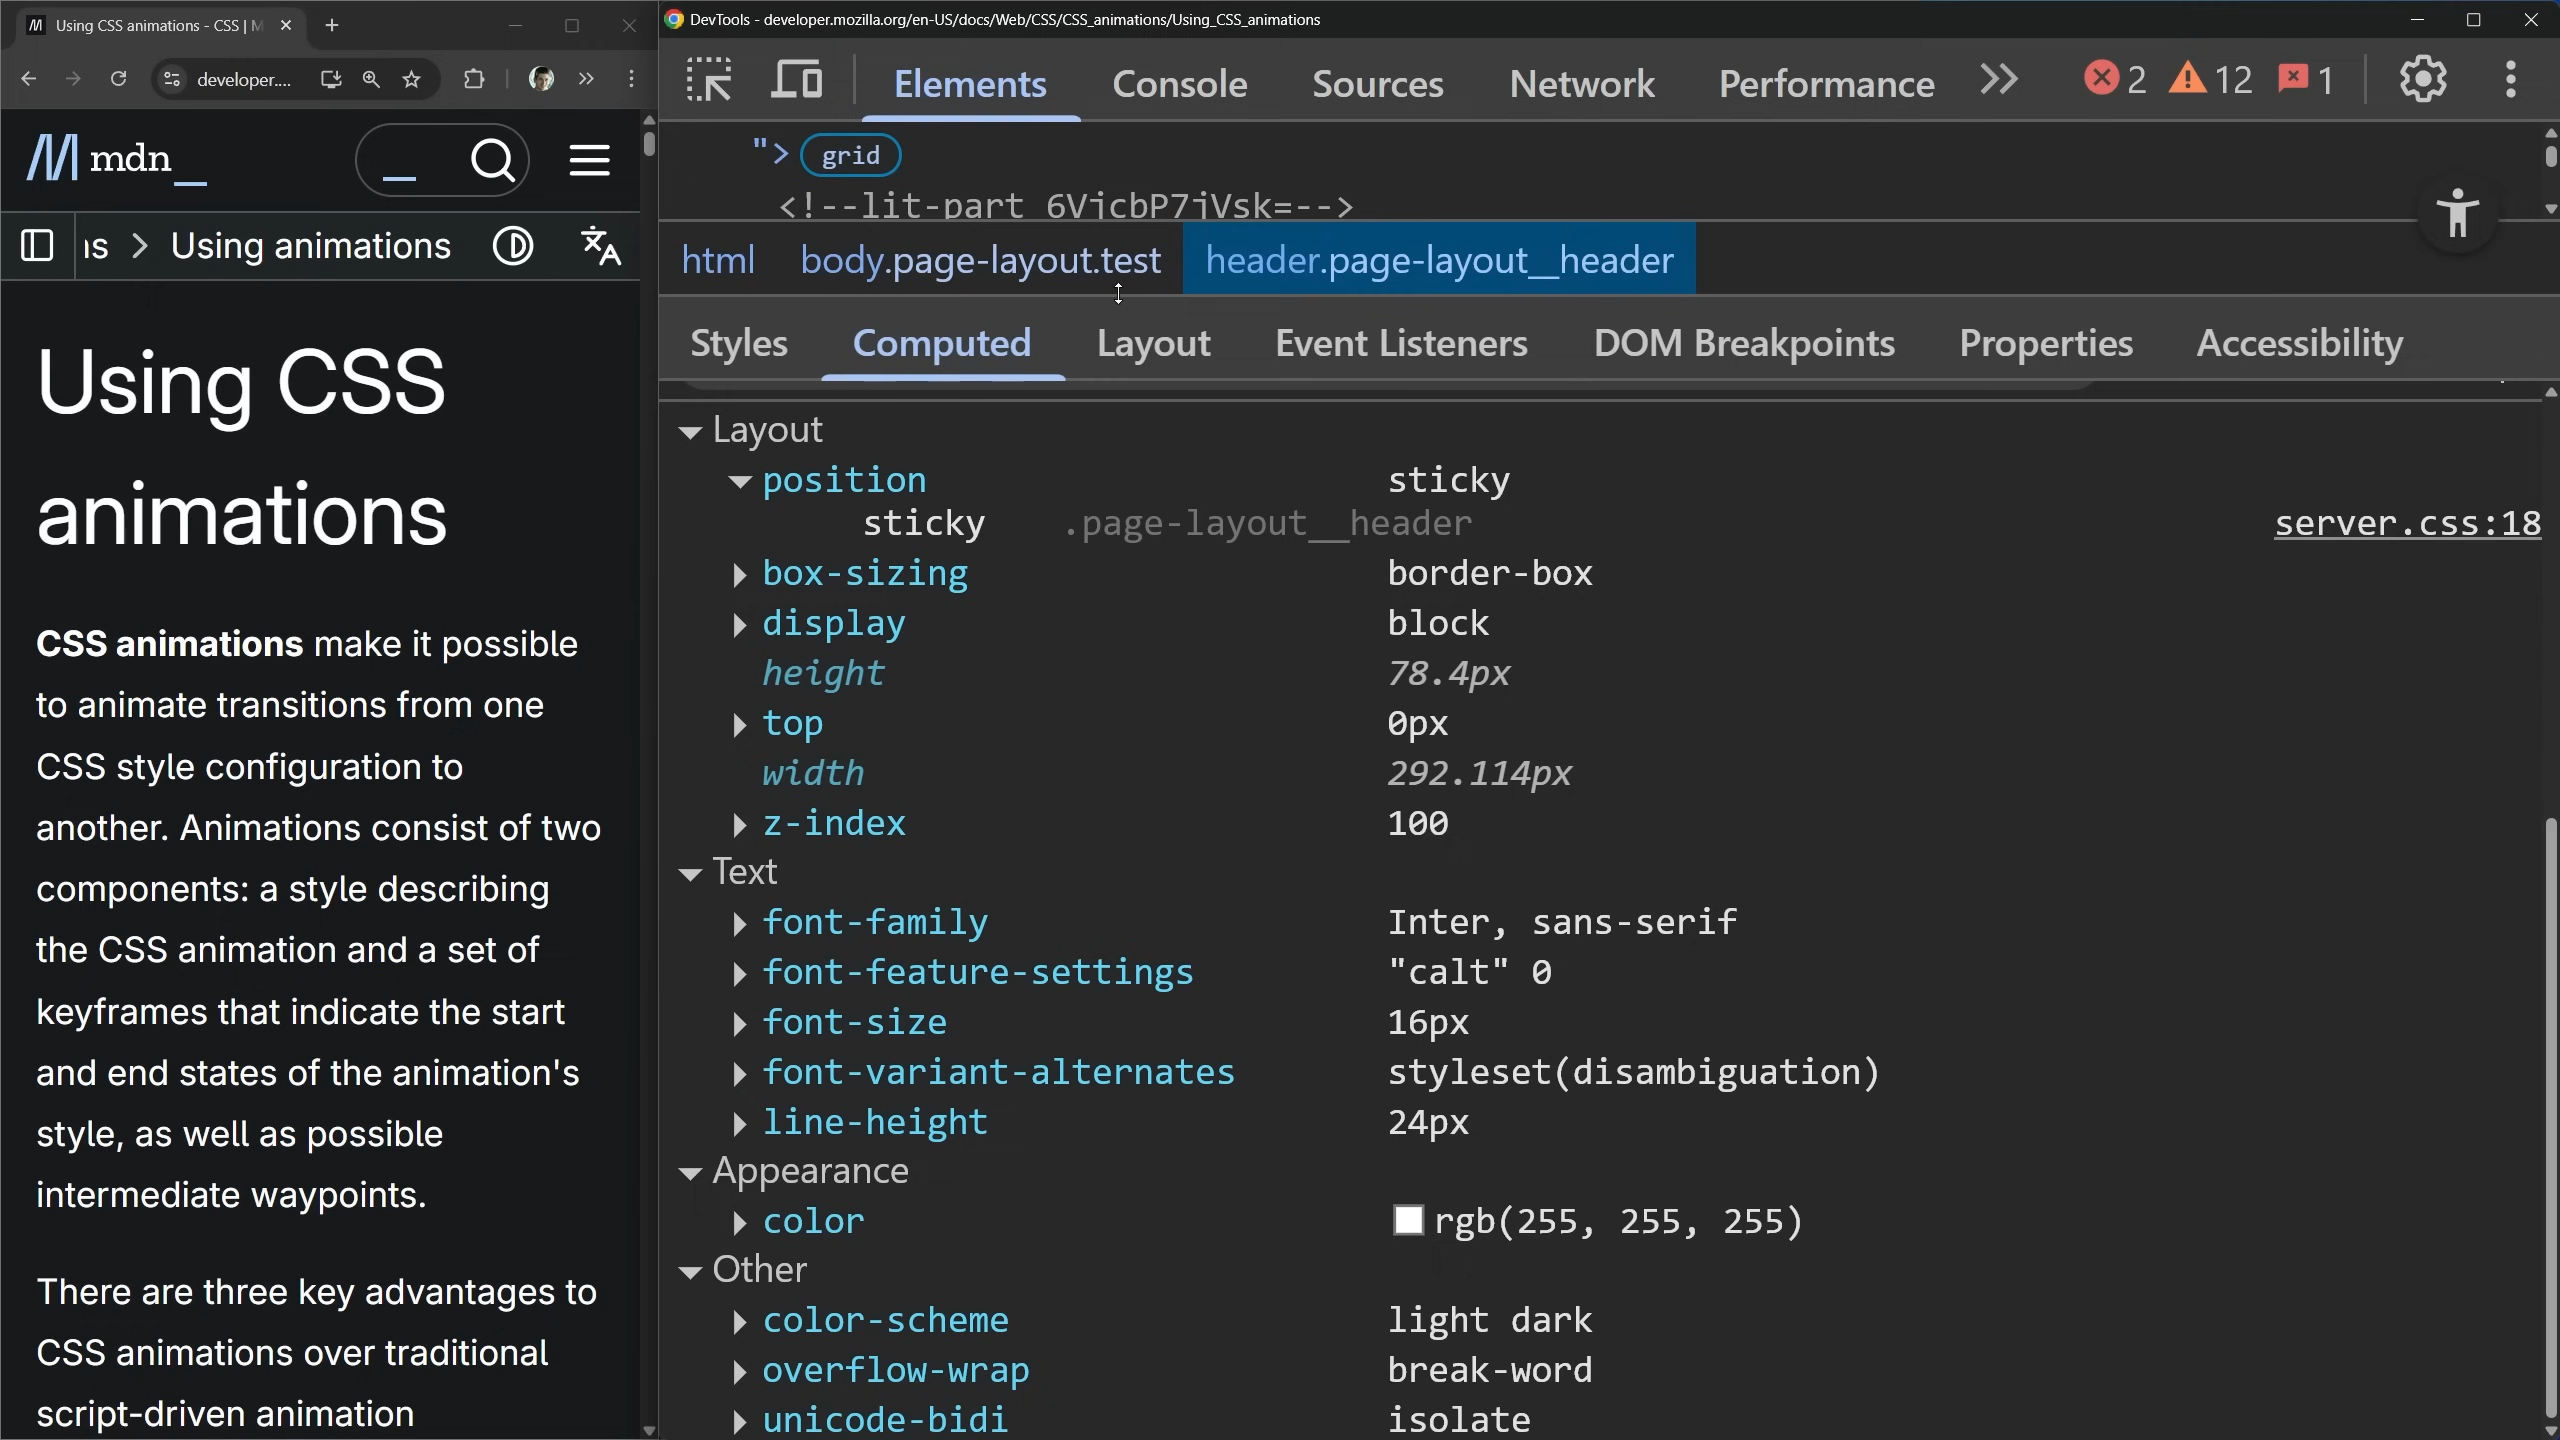 Using CSS animations - CSS | M
DevTools - developer.mozilla.org/en-US/docs/Web/CSS/CSS_animations/Using_CSS_animations
developer....
Elements
Console
Sources
Network
Performance
2
12
1
mdn_
_
ıs > Using animations
Using CSS
animations
CSS animations make it possible
to animate transitions from one
CSS style configuration to
another. Animations consist of two
components: a style describing
the CSS animation and a set of
keyframes that indicate the start
and end states of the animation's
style, as well as possible
intermediate waypoints.
There are three key advantages to
CSS animations over traditional
script-driven animation
"> grid
<!--lit-part 6VjcbP7jVsk=-->
html body.page-layout.test header.page-layout__header
Styles Computed Layout Event Listeners DOM Breakpoints Properties Accessibility
Layout
position sticky
sticky .page-layout__header server.css:18
box-sizing border-box
display block
height 78.4px
top 0px
width 292.114px
z-index 100
Text
font-family Inter, sans-serif
font-feature-settings "calt" 0
font-size 16px
font-variant-alternates styleset(disambiguation)
line-height 24px
Appearance
color rgb(255, 255, 255)
Other
color-scheme light dark
overflow-wrap break-word
unicode-bidi isolate